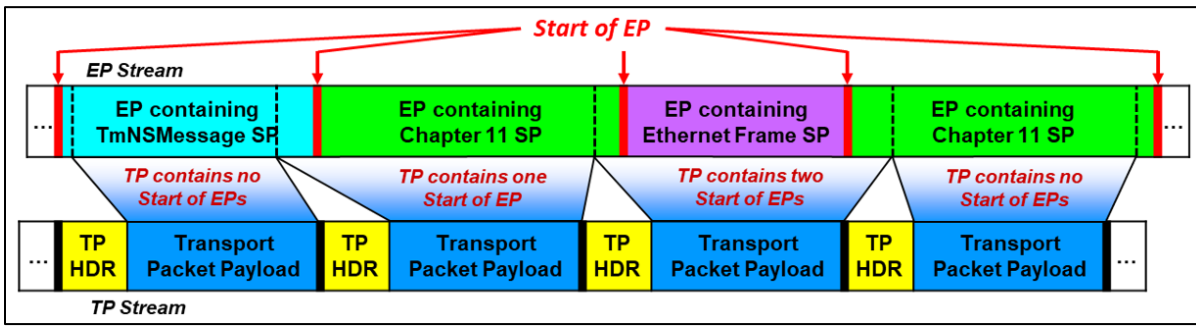 Start of EP
EP Stream
...
EP containing
TmNSMessage SP
EP containing
Chapter 11 SP
EP containing
Ethernet Frame SP
EP containing
Chapter 11 SP
...
TP contains no
Start of EPs
TP contains one
Start of EP
TP contains two
Start of EPs
TP contains no
Start of EPs
...
TP
HDR
Transport
Packet Payload
TP
HDR
Transport
Packet Payload
TP
HDR
Transport
Packet Payload
TP
HDR
Transport
Packet Payload
...
TP Stream